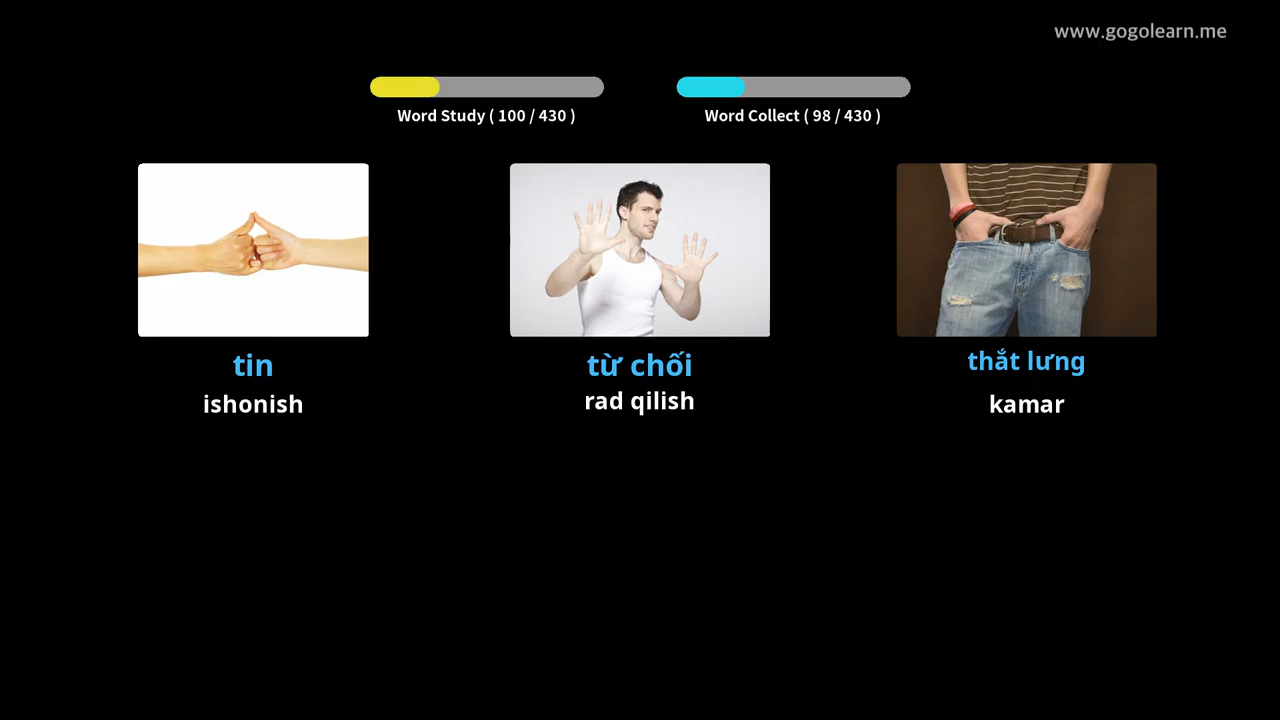 www.gogolearn.me
Word Study ( 100 / 430 )
Word Collect ( 98 / 430 )
tin
ishonish
từ chối
rad qilish
thắt lưng
kamar